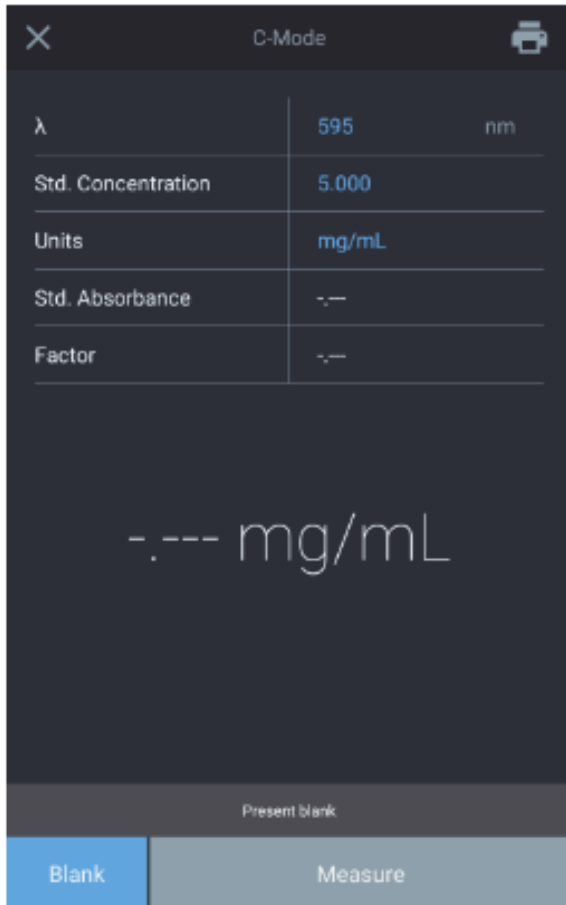 C-Mode
λ 595 nm
Std. Concentration 5.000
Units mg/mL
Std. Absorbance -.---
Factor -.---
-.--- mg/mL
Present blank
Blank Measure